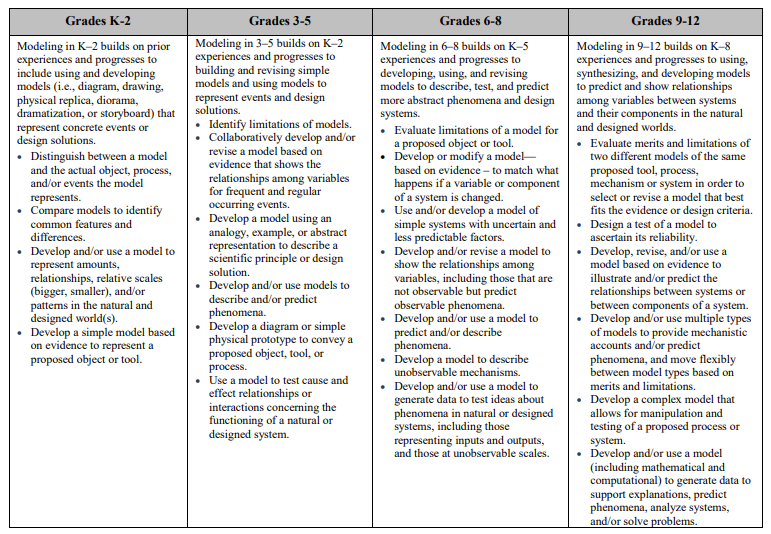 Grades K-2
Modeling in K–2 builds on prior
experiences and progresses to
include using and developing
models (i.e., diagram, drawing,
physical replica, diorama,
dramatization, or storyboard) that
represent concrete events or
design solutions.
• Distinguish between a model
and the actual object, process,
and/or events the model
represents.
• Compare models to identify
common features and
differences.
• Develop and/or use a model to
represent amounts,
relationships, relative scales
(bigger, smaller), and/or
patterns in the natural and
designed world(s).
• Develop a simple model based
on evidence to represent a
proposed object or tool.
Grades 3-5
Modeling in 3–5 builds on K–2
experiences and progresses to
building and revising simple
models and using models to
represent events and design
solutions.
• Identify limitations of models.
• Collaboratively develop and/or
revise a model based on
evidence that shows the
relationships among variables
for frequent and regular
occurring events.
• Develop a model using an
analogy, example, or abstract
representation to describe a
scientific principle or design
solution.
• Develop and/or use models to
describe and/or predict
phenomena.
• Develop a diagram or simple
physical prototype to convey a
proposed object, tool, or
process.
• Use a model to test cause and
effect relationships or
interactions concerning the
functioning of a natural or
designed system.
Grades 6-8
Modeling in 6–8 builds on K–5
experiences and progresses to
developing, using, and revising
models to describe, test, and predict
more abstract phenomena and design
systems.
• Evaluate limitations of a model for
a proposed object or tool.
• Develop or modify a model—
based on evidence – to match what
happens if a variable or component
of a system is changed.
• Use and/or develop a model of
simple systems with uncertain and
less predictable factors.
• Develop and/or revise a model to
show the relationships among
variables, including those that are
not observable but predict
observable phenomena.
• Develop and/or use a model to
predict and/or describe
phenomena.
• Develop a model to describe
unobservable mechanisms.
• Develop and/or use a model to
generate data to test ideas about
phenomena in natural or designed
systems, including those
representing inputs and outputs,
and those at unobservable scales.
Grades 9-12
Modeling in 9–12 builds on K–8
experiences and progresses to using,
synthesizing, and developing models
to predict and show relationships
among variables between systems
and their components in the natural
and designed worlds.
• Evaluate merits and limitations of
two different models of the same
proposed tool, process,
mechanism or system in order to
select or revise a model that best
fits the evidence or design criteria.
• Design a test of a model to
ascertain its reliability.
• Develop, revise, and/or use a
model based on evidence to
illustrate and/or predict the
relationships between systems or
between components of a system.
• Develop and/or use multiple types
of models to provide mechanistic
accounts and/or predict
phenomena, and move flexibly
between model types based on
merits and limitations.
• Develop a complex model that
allows for manipulation and
testing of a proposed process or
system.
• Develop and/or use a model
(including mathematical and
computational) to generate data to
support explanations, predict
phenomena, analyze systems,
and/or solve problems.